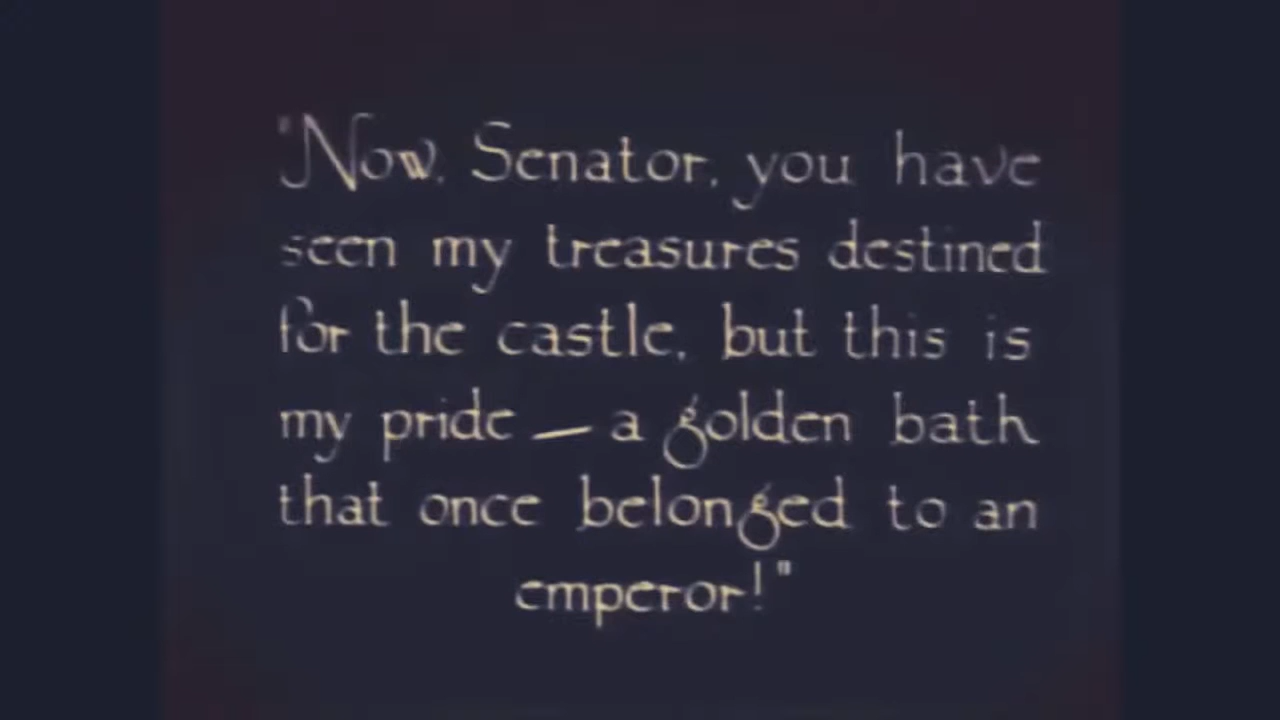 "Now, Senator, you have
seen my treasures destined
for the castle, but this is
my pride — a golden bath
that once belonged to an
emperor!"